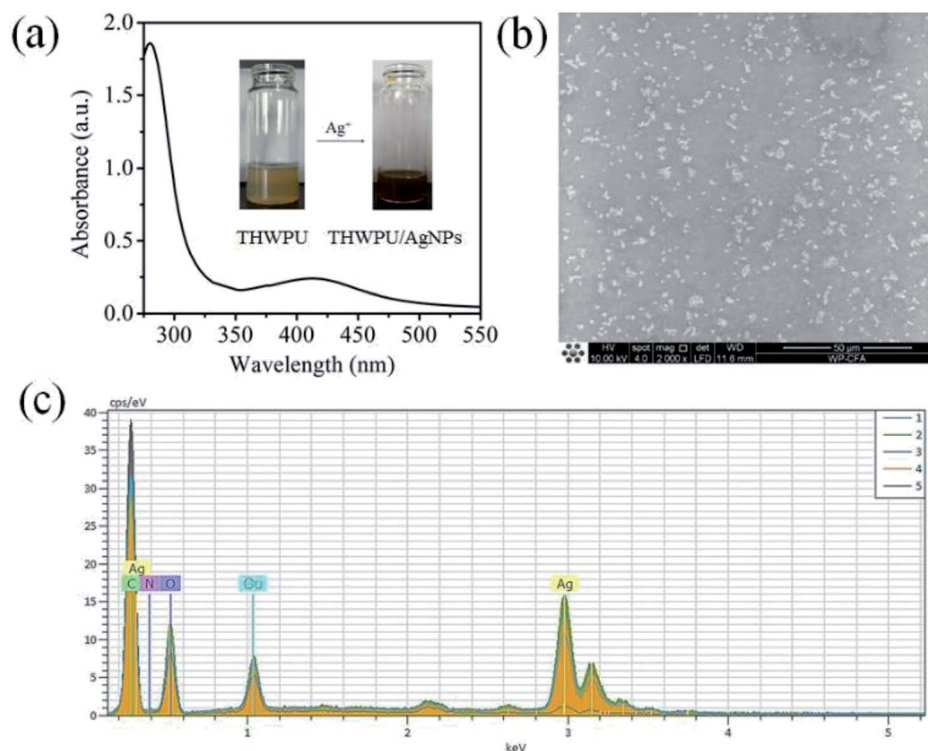 (a)
2.0
1.5
1.0
0.5
0.0
Absorbance (a.u.)
Ag⁺
THWPU THWPU/AgNPs
300 350 400 450 500 550
Wavelength (nm)
(b)
HV spot mag det WD 50 µm
10.00 kV 4.0 2 000 x LFD 11.6 mm WP-CFA
(c)
cps/eV
40
35
30
25
20
15
10
5
0
1
2
3
4
5
Ag
C N O Cu Ag
1 2 3 4 5
keV